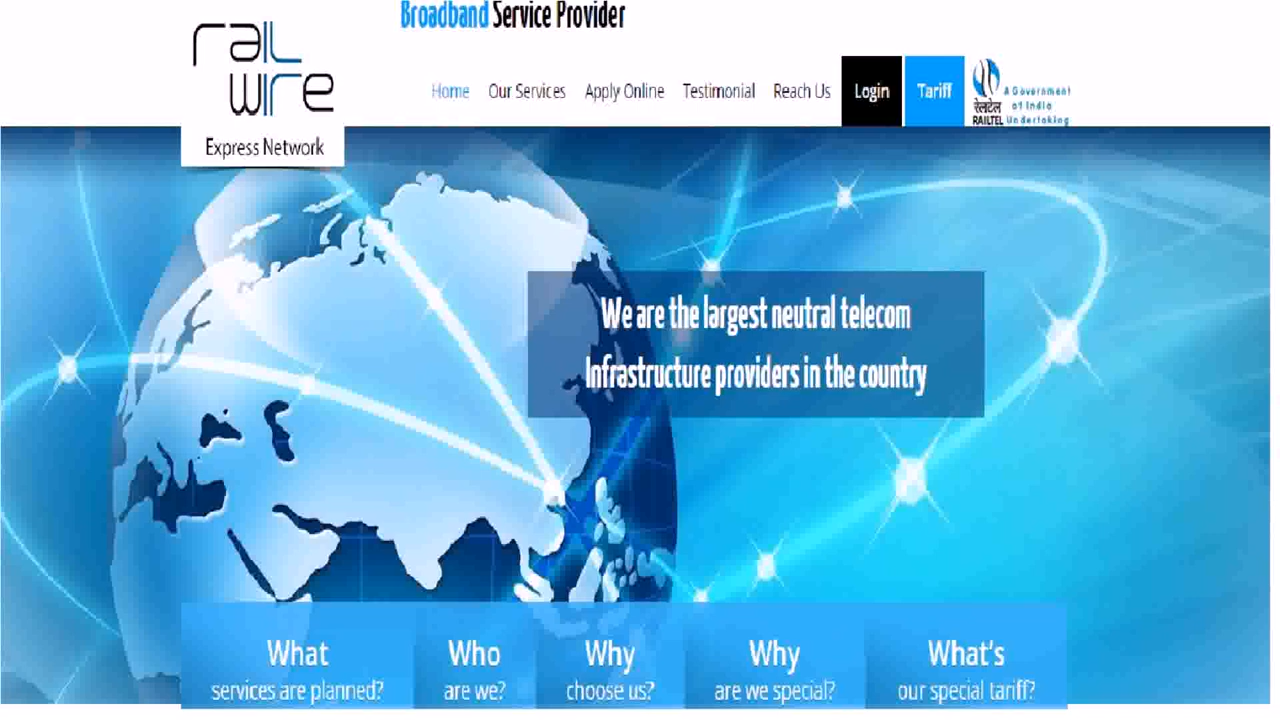 Broadband Service Provider
rail
wire
Express Network
Home Our Services Apply Online Testimonial Reach Us Login Tariff
रेलटेल
RAILTEL
A Government
of India
Undertaking
We are the largest neutral telecom
Infrastructure providers in the country
What
services are planned?
Who
are we?
Why
choose us?
Why
are we special?
What's
our special tariff?